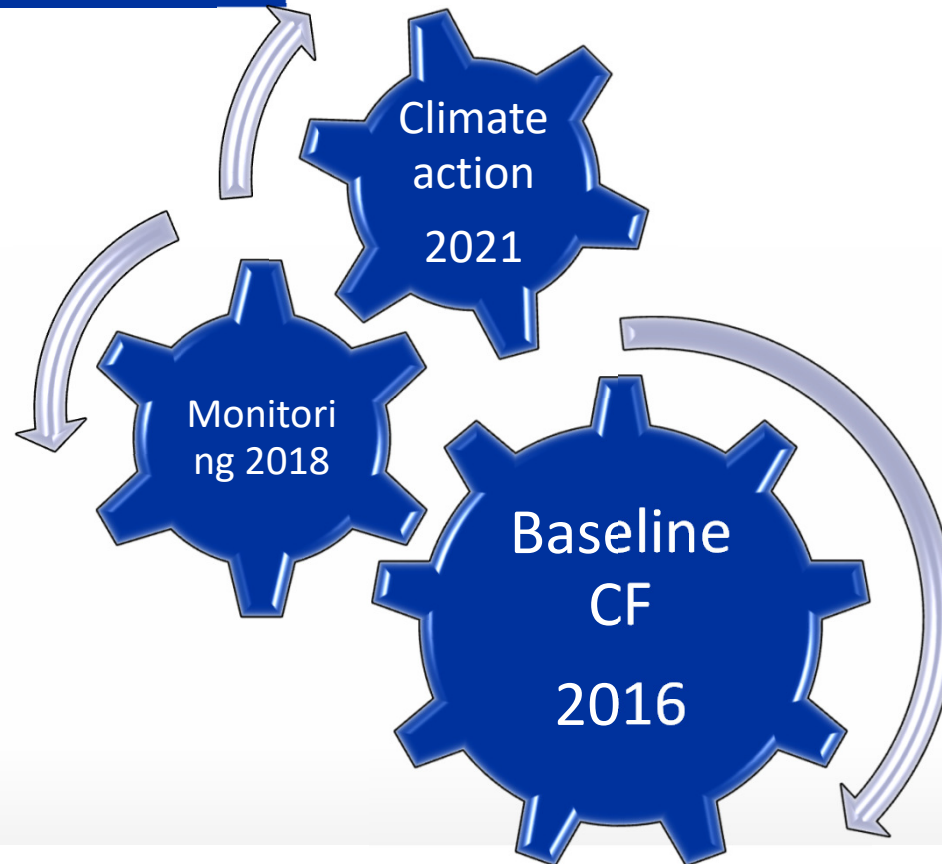 Climate
action
2021
Monitori
ng 2018
Baseline
CF
2016